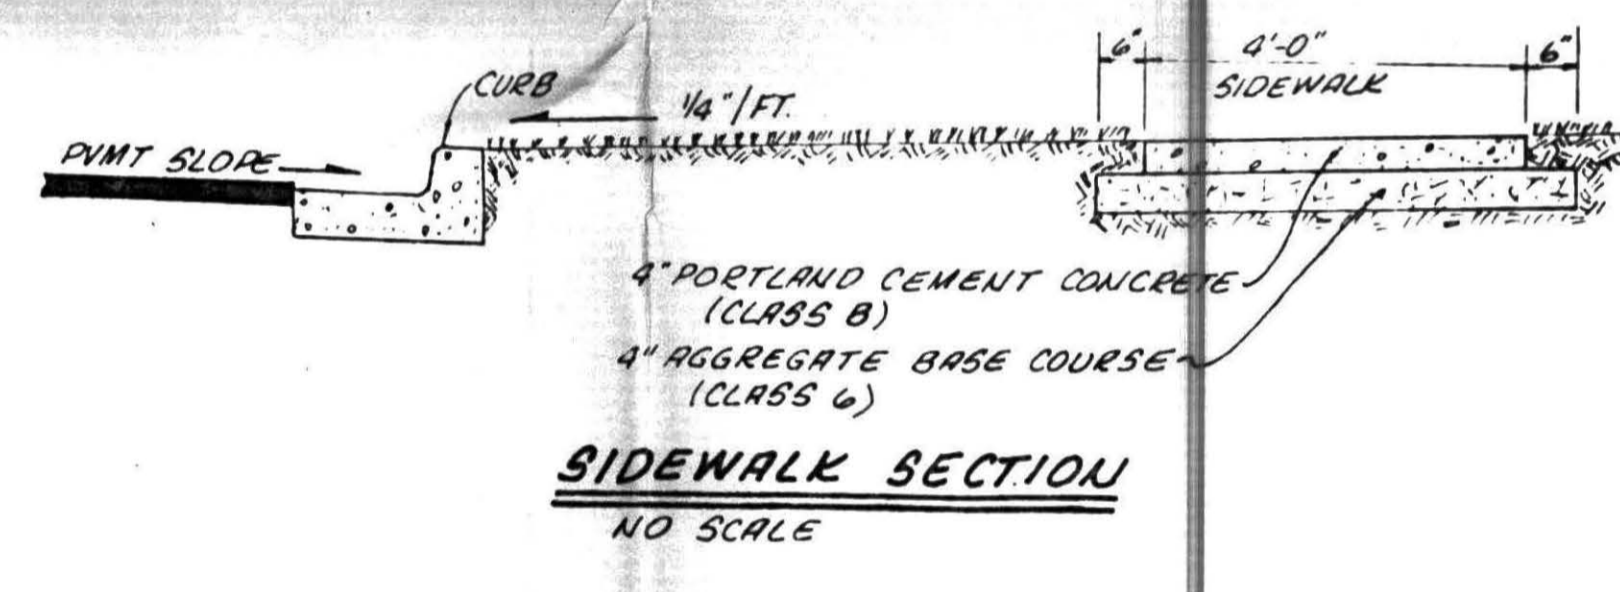 6" 4'-0" 6"
SIDEWALK
CURB
1/4"/FT.
PVMT SLOPE
4" PORTLAND CEMENT CONCRETE
(CLASS B)
4" AGGREGATE BASE COURSE
(CLASS 6)
SIDEWALK SECTION
NO SCALE